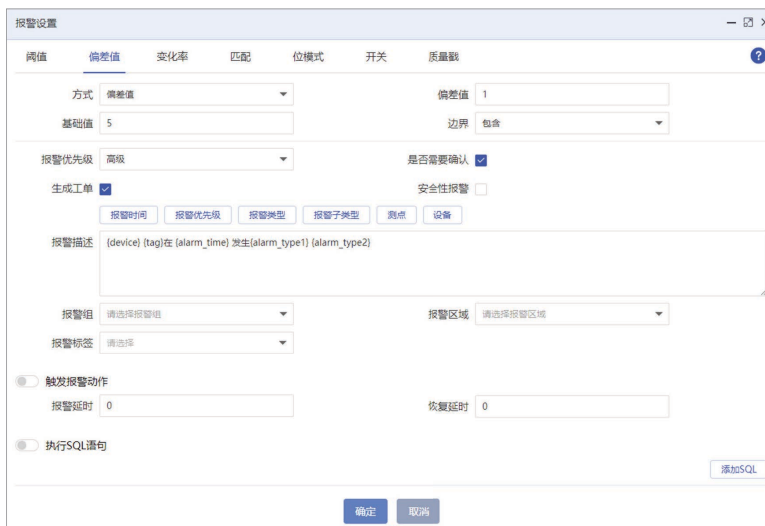 报警设置
阈值 偏差值 变化率 匹配 位模式 开关 质量戳 ?
方式 偏差值 偏差值 1
基础值 5 边界 包含
报警优先级 高级 是否需要确认
生成工单 安全性报警
报警时间 报警优先级 报警类型 报警子类型 测点 设备
报警描述 {device} {tag}在 {alarm_time} 发生{alarm_type1} {alarm_type2}
报警组 请选择报警组 报警区域 请选择报警区域
报警标签 请选择
触发报警动作
报警延时 0 恢复延时 0
执行SQL语句
添加SQL
确定 取消